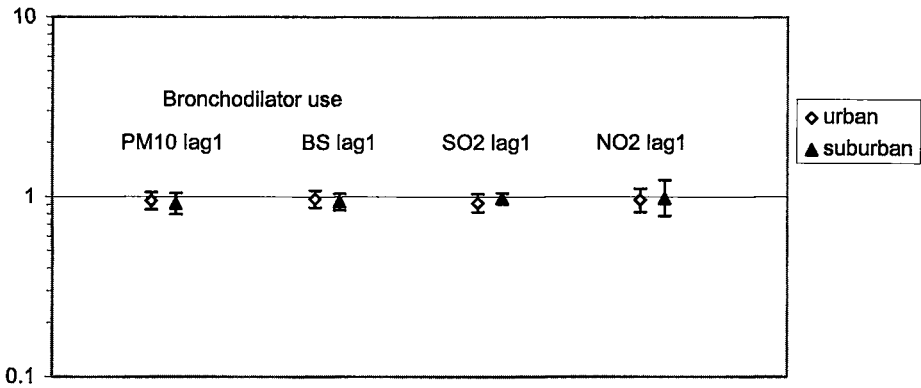 10
Bronchodilator use
PM10 lag1 BS lag1 SO2 lag1 NO2 lag1
urban
suburban
1
0.1